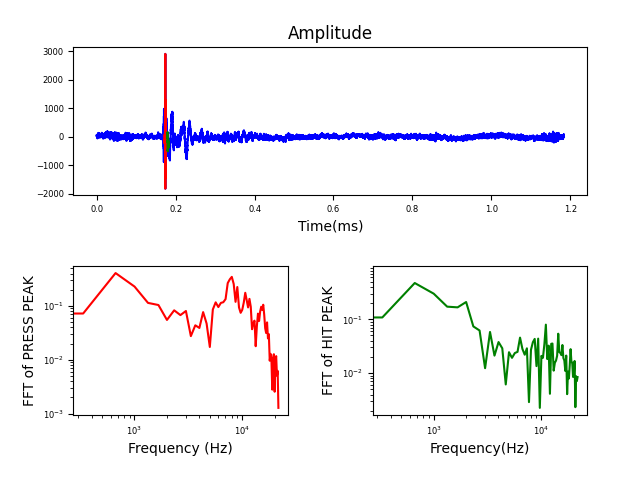 Amplitude
3000
2000
1000
0
−1000
−2000
0.0 0.2 0.4 0.6 0.8 1.0 1.2
Time(ms)
FFT of PRESS PEAK
10⁻¹
10⁻²
10⁻³
10³ 10⁴
Frequency (Hz)
FFT of HIT PEAK
10⁻¹
10⁻²
10³ 10⁴
Frequency(Hz)